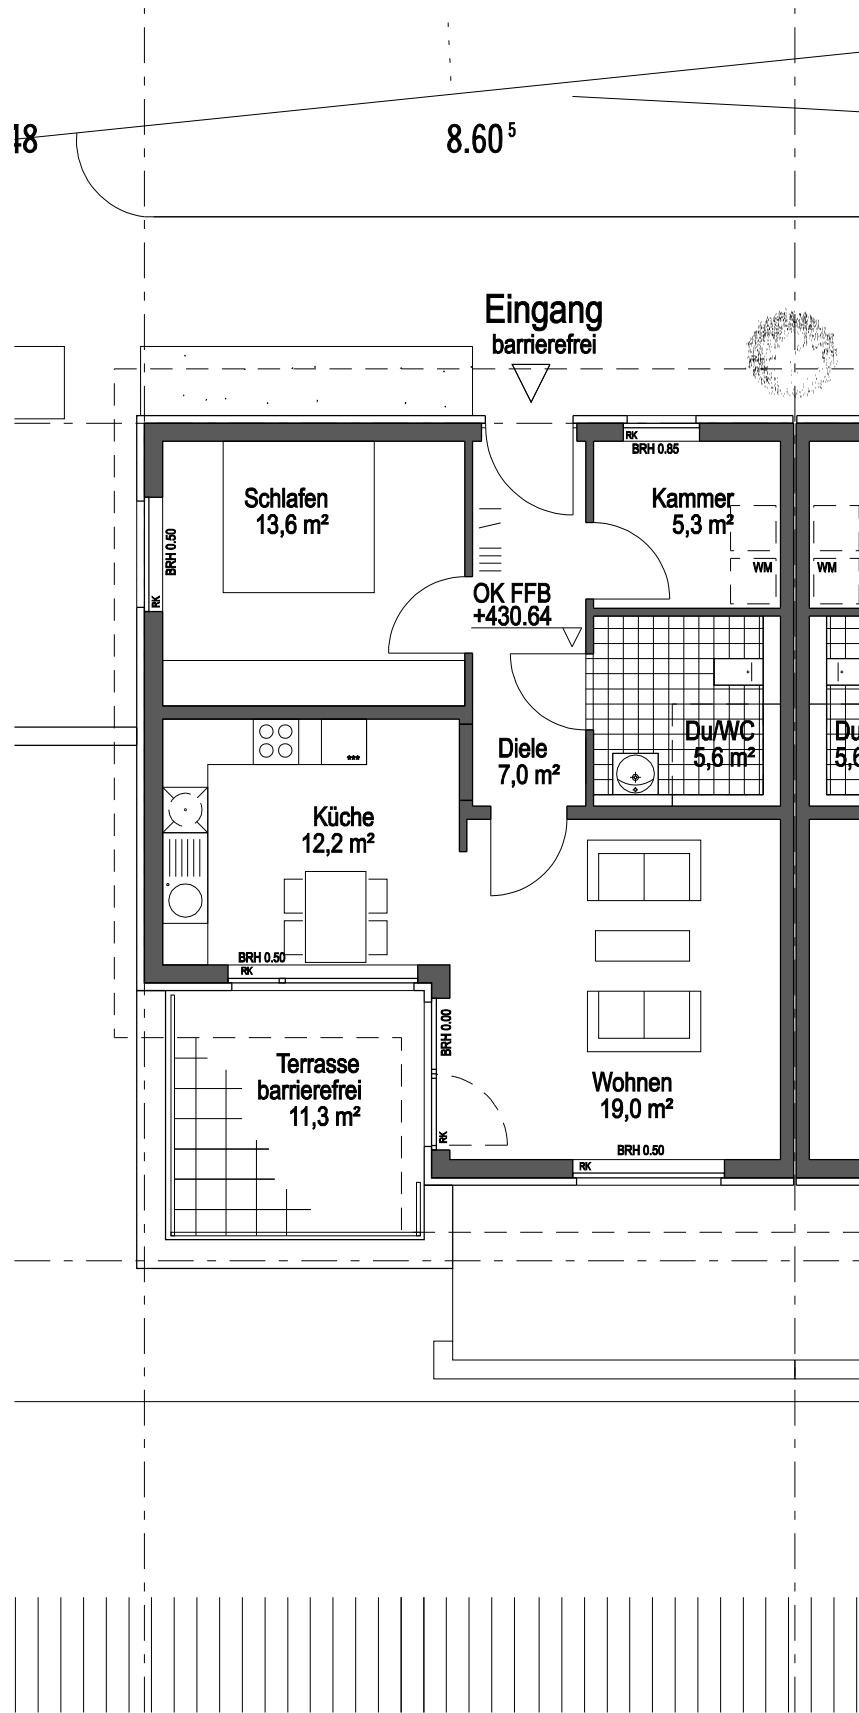 8.60⁵
Eingang
barrierefrei
RK
BRH 0.85
Schlafen
13,6 m²
Kammer
5,3 m²
BRH 0.50
RK
WM
WM
OK FFB
+430.64
Du/WC
5,6 m²
Diele
7,0 m²
***
Küche
12,2 m²
BRH 0.50
RK
BRH 0.00
RK
Terrasse
barrierefrei
11,3 m²
Wohnen
19,0 m²
BRH 0.50
RK